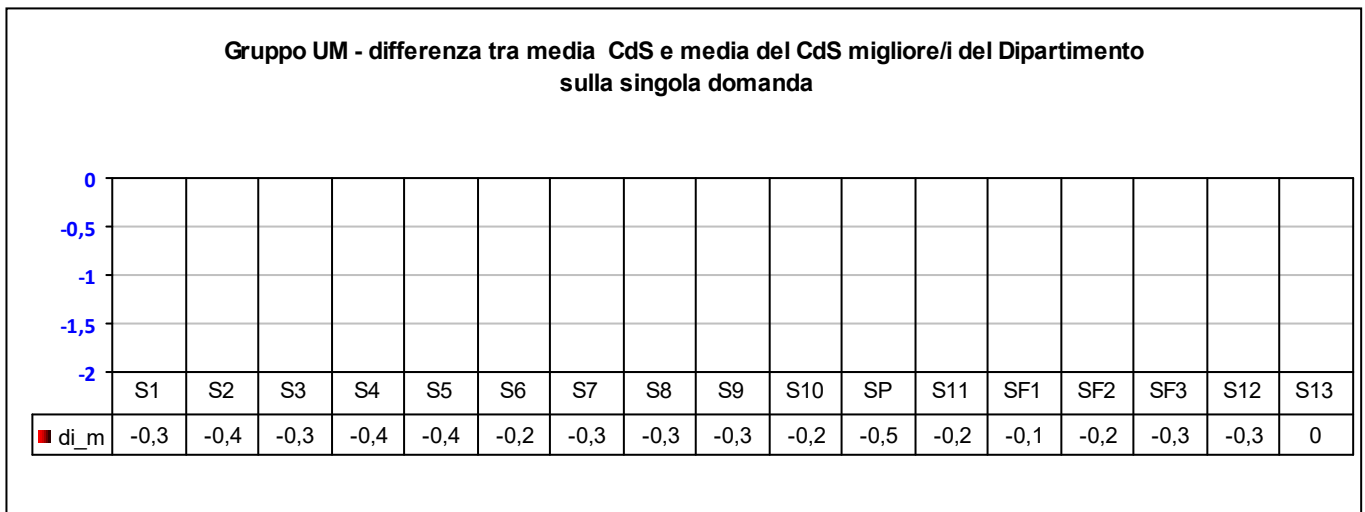 Gruppo UM - differenza tra media CdS e media del CdS migliore/i del Dipartimento
sulla singola domanda
0
-0,5
-1
-1,5
-2
S1 S2 S3 S4 S5 S6 S7 S8 S9 S10 SP S11 SF1 SF2 SF3 S12 S13
di_m -0,3 -0,4 -0,3 -0,4 -0,4 -0,2 -0,3 -0,3 -0,3 -0,2 -0,5 -0,2 -0,1 -0,2 -0,3 -0,3 0